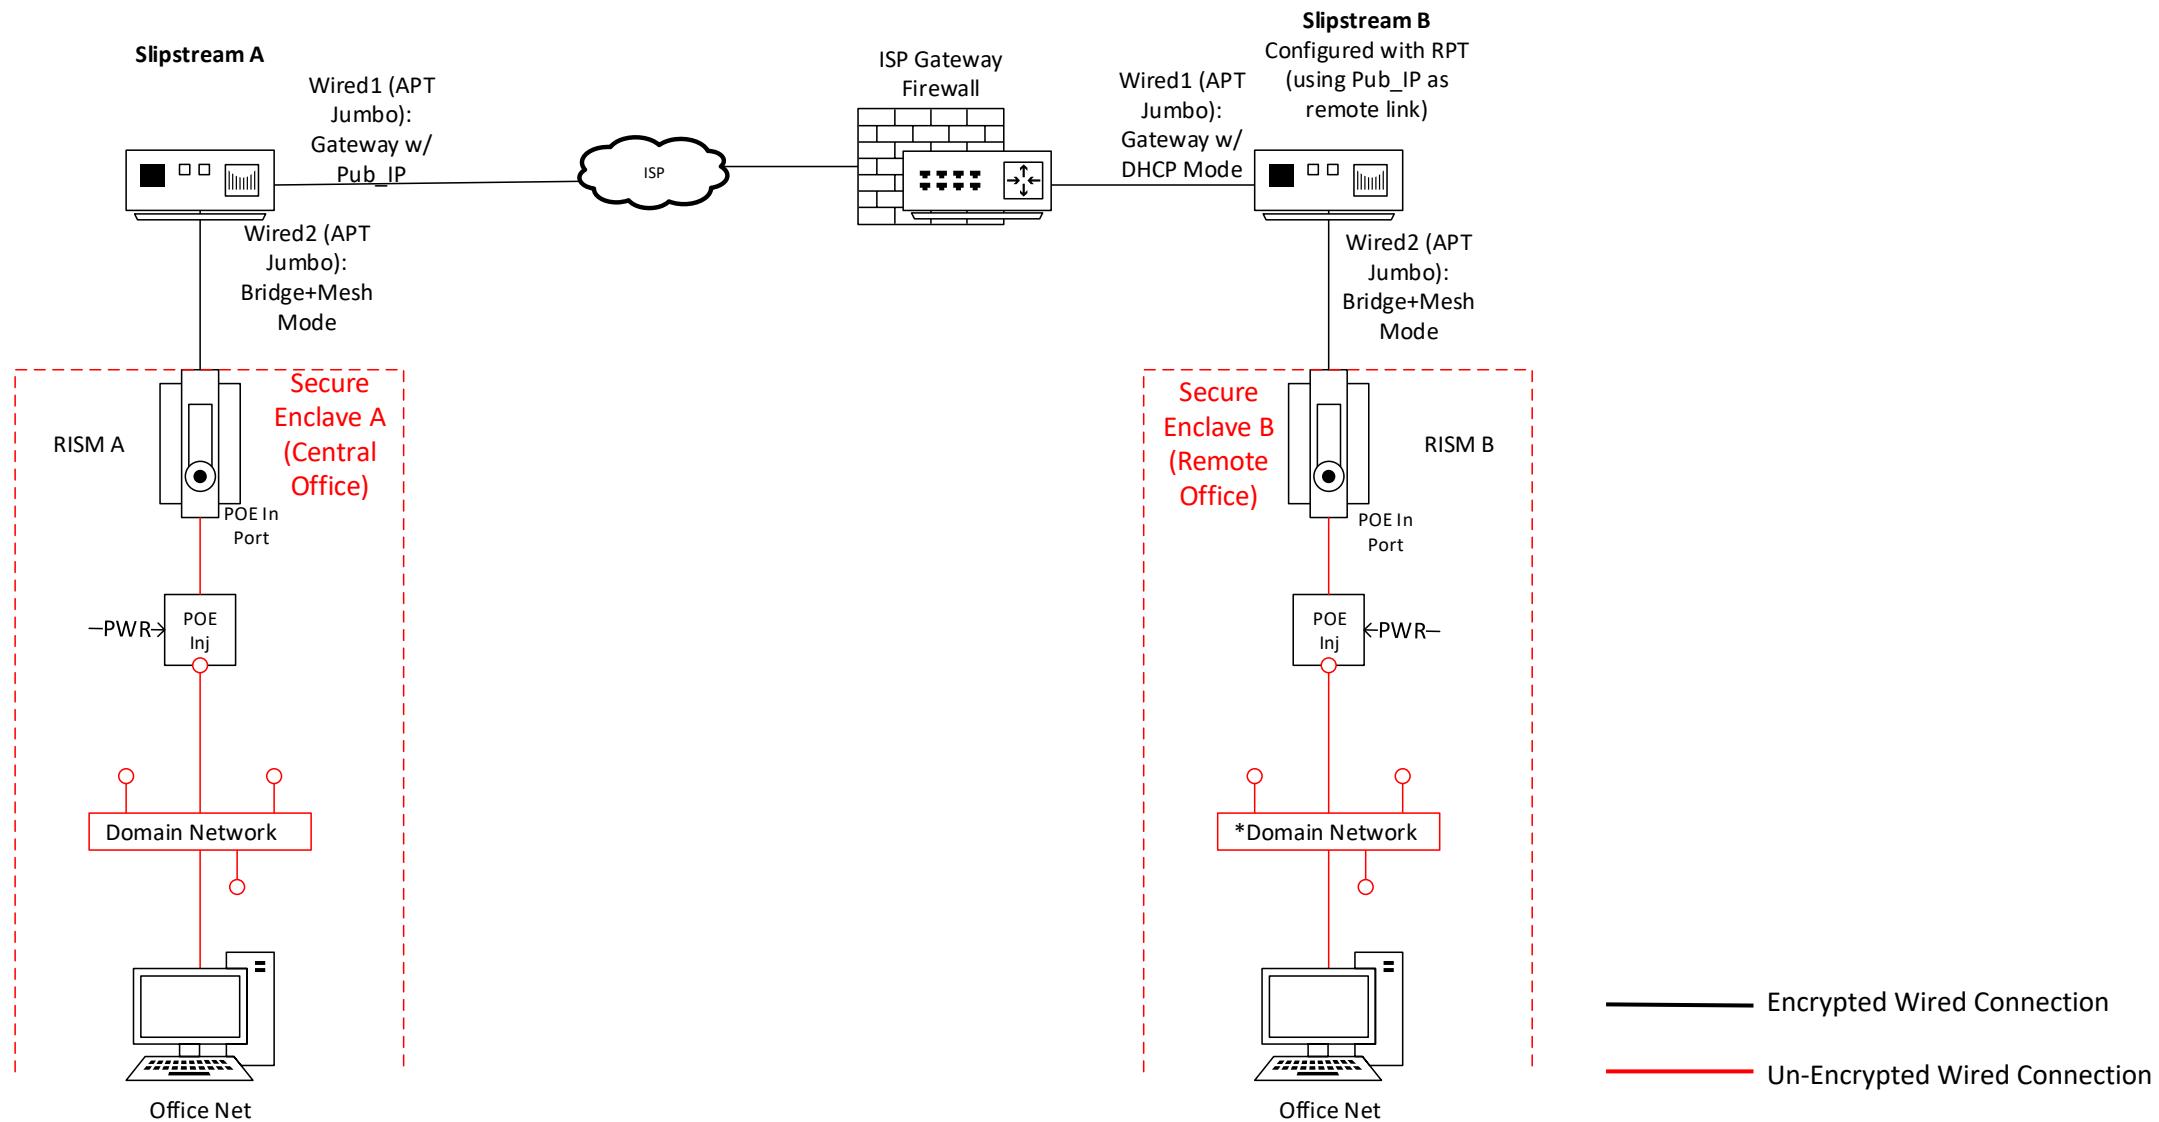 Slipstream A
Wired1 (APT
Jumbo):
Gateway w/
Pub_IP
ISP
ISP Gateway
Firewall
Wired1 (APT
Jumbo):
Gateway w/
DHCP Mode
Slipstream B
Configured with RPT
(using Pub_IP as
remote link)
Wired2 (APT
Jumbo):
Bridge+Mesh
Mode
Wired2 (APT
Jumbo):
Bridge+Mesh
Mode
RISM A
Secure
Enclave A
(Central
Office)
POE In
Port
PWR
POE
Inj
Domain Network
Office Net
Secure
Enclave B
(Remote
Office)
RISM B
POE In
Port
POE
Inj
PWR
*Domain Network
Office Net
Encrypted Wired Connection
Un-Encrypted Wired Connection